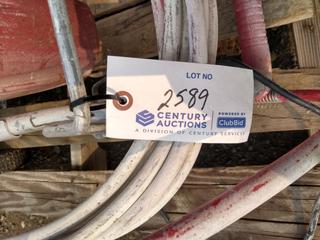 LOT NO
2589
CENTURY
AUCTIONS
POWERED BY
ClubBid
A DIVISION OF CENTURY SERVICES